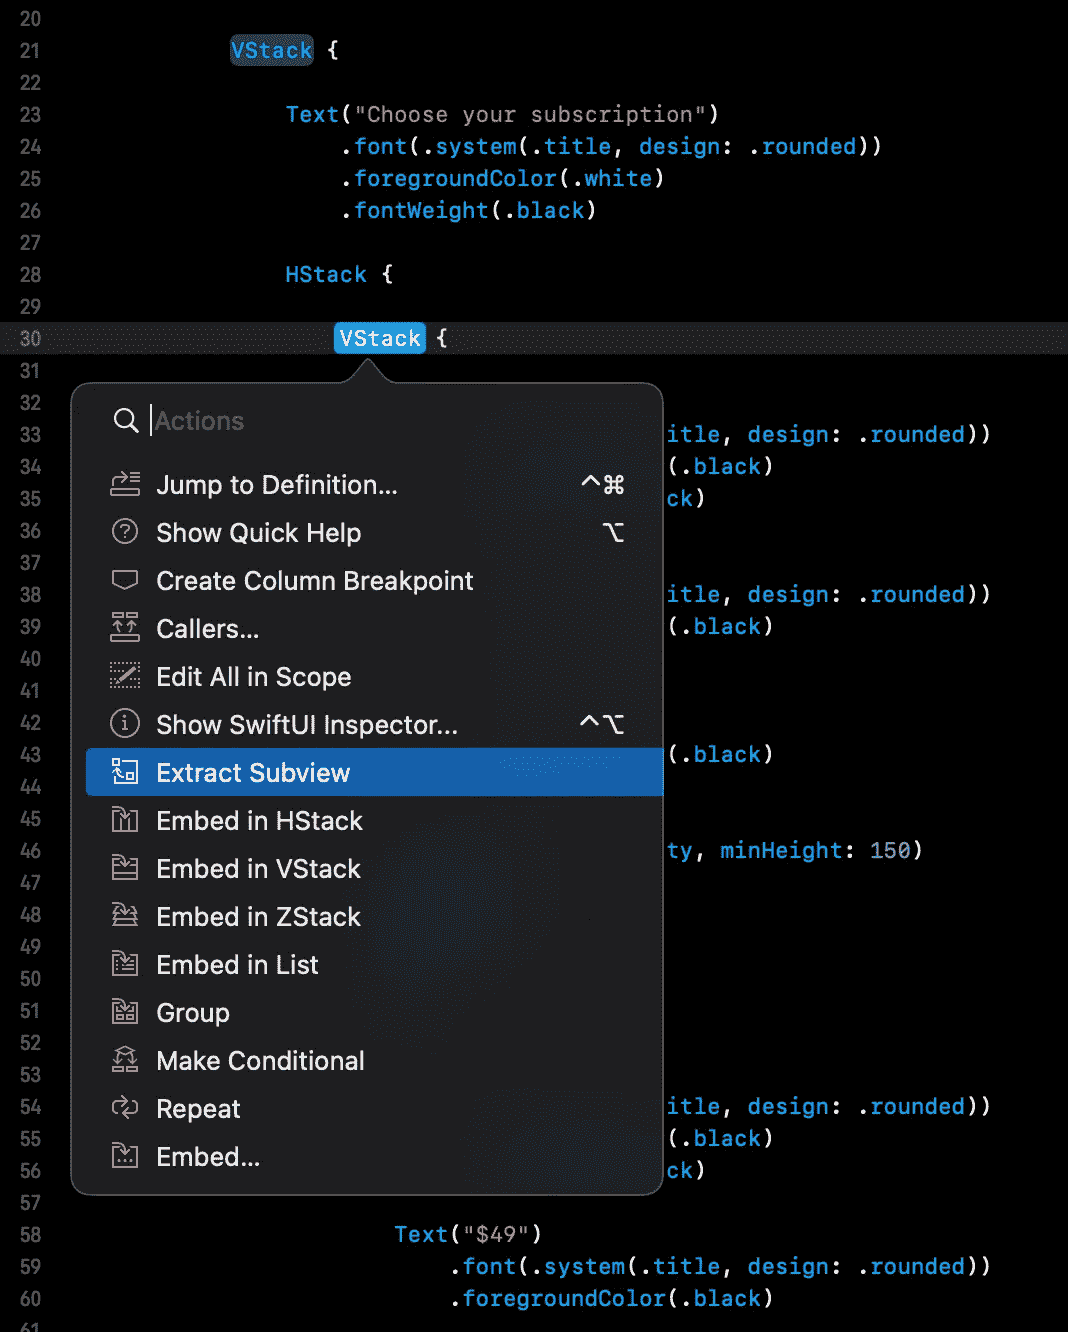 20
21 VStack {
22
23 Text("Choose your subscription")
24 .font(.system(.title, design: .rounded))
25 .foregroundColor(.white)
26 .fontWeight(.black)
27
28 HStack {
29
30 VStack {
31
32 Actions
33 itle, design: .rounded))
34 (.black)
Jump to Definition... ^⌘
35 ck)
36 Show Quick Help ⌥
37
Create Column Breakpoint
38 itle, design: .rounded))
39 Callers... (.black)
40
Edit All in Scope
41
42 Show SwiftUI Inspector... ^⌥
43 (.black)
Extract Subview
44
45 Embed in HStack
46 ty, minHeight: 150)
Embed in VStack
47
48 Embed in ZStack
49
Embed in List
50
51 Group
52
Make Conditional
53
54 Repeat itle, design: .rounded))
55 (.black)
Embed...
56 ck)
57
58 Text("$49")
59 .font(.system(.title, design: .rounded))
60 .foregroundColor(.black)
61